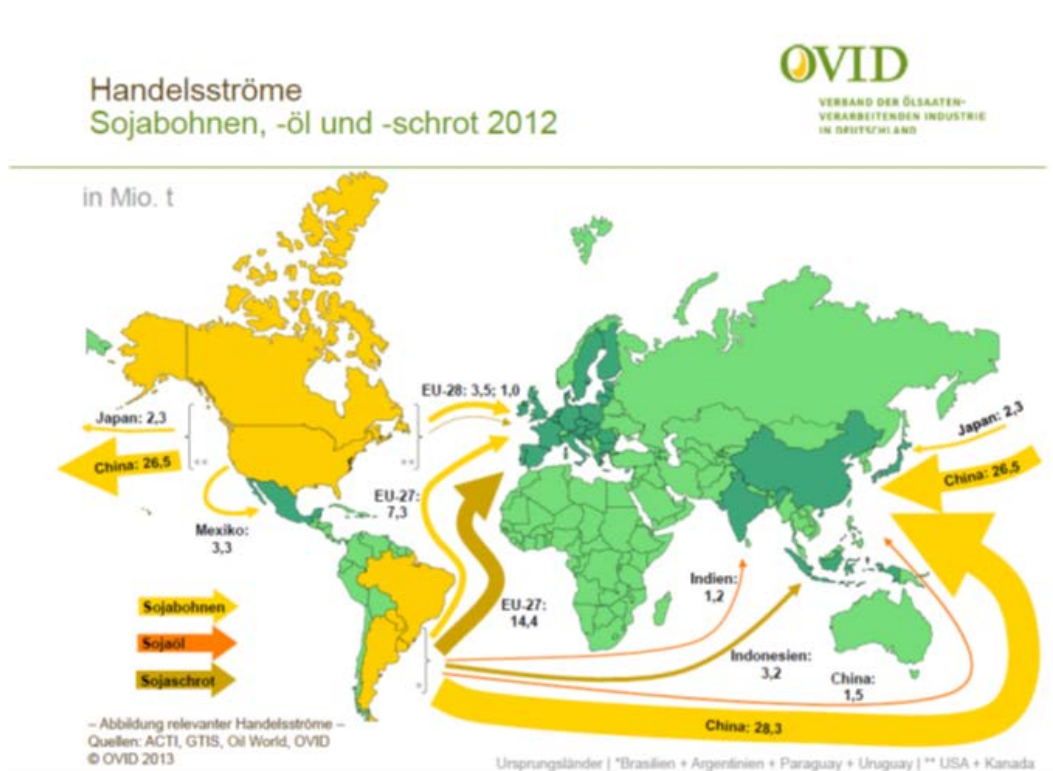 OVID
VERBAND DER ÖLSAATEN-
VERARBEITENDEN INDUSTRIE
IN DEUTSCHLAND
Handelsströme
Sojabohnen, -öl und -schrot 2012
in Mio. t
EU-28: 3,5; 1,0
Japan: 2,3
**
**
China: 26,5
Japan: 2,3
China: 26,5
EU-27:
7,3
Mexiko:
3,3
Indien:
1,2
EU-27:
14,4
Sojabohnen
Sojaöl
Sojaschrot
*
Indonesien:
3,2
China:
1,5
China: 28,3
– Abbildung relevanter Handelsströme –
Quellen: ACTI, GTIS, Oil World, OVID
© OVID 2013
Ursprungsländer | *Brasilien + Argentinien + Paraguay + Uruguay | ** USA + Kanada